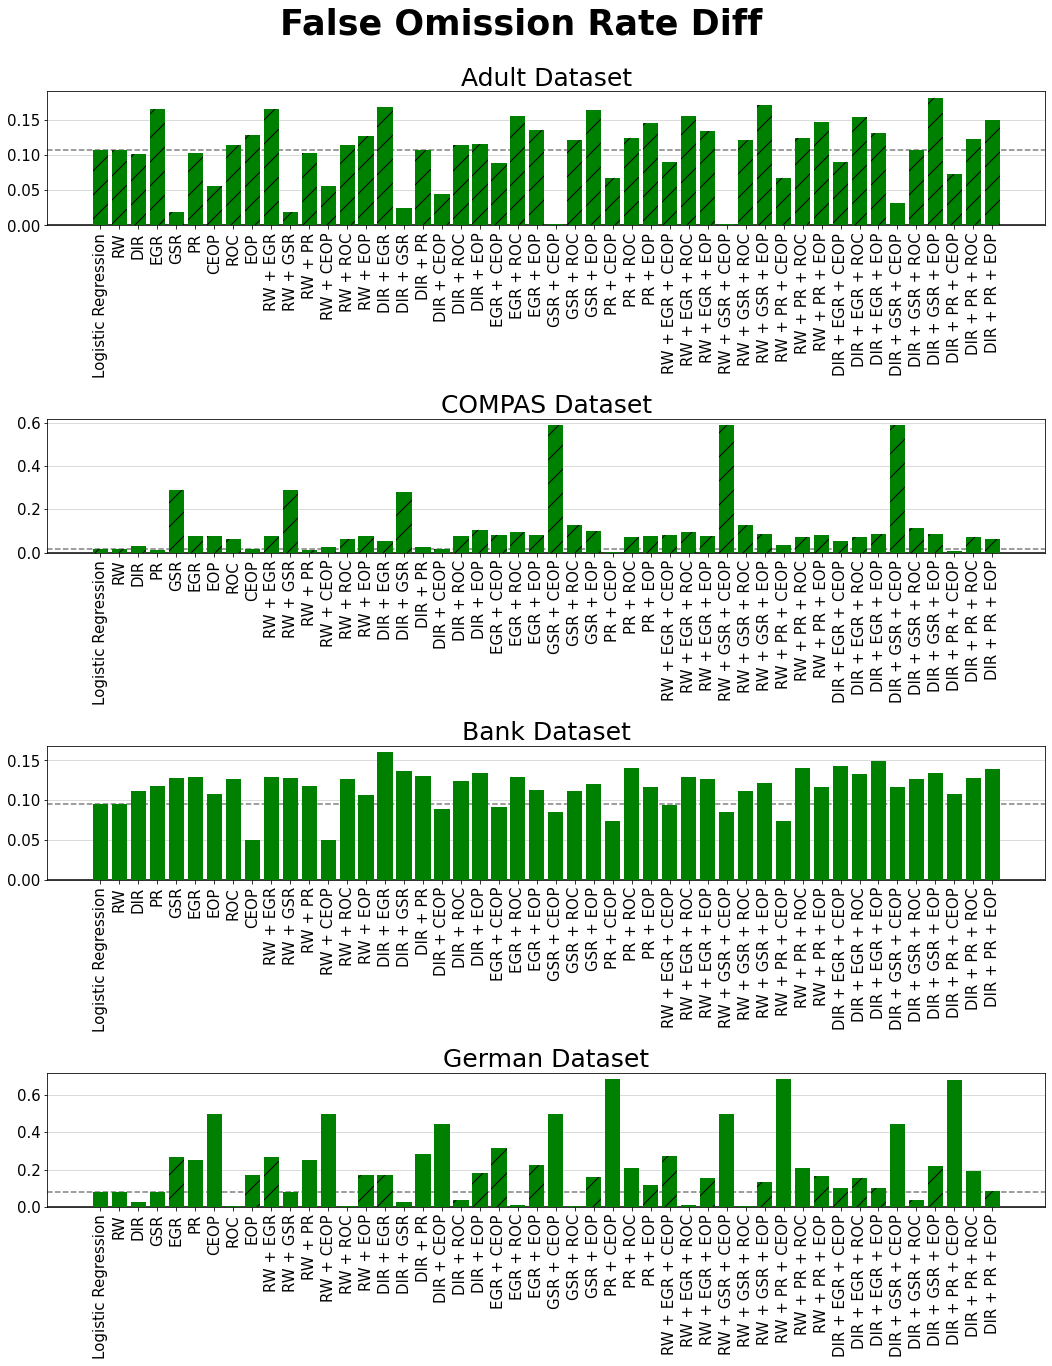 False Omission Rate Diff
Adult Dataset
0.15
0.10
0.05
0.00
Logistic Regression
RW
DIR
EGR
GSR
PR
CEOP
ROC
EOP
RW + EGR
RW + GSR
RW + PR
RW + CEOP
RW + ROC
RW + EOP
DIR + EGR
DIR + GSR
DIR + PR
DIR + CEOP
DIR + ROC
DIR + EOP
EGR + CEOP
EGR + ROC
EGR + EOP
GSR + CEOP
GSR + ROC
GSR + EOP
PR + CEOP
PR + ROC
PR + EOP
RW + EGR + CEOP
RW + EGR + ROC
RW + EGR + EOP
RW + GSR + CEOP
RW + GSR + ROC
RW + GSR + EOP
RW + PR + CEOP
RW + PR + ROC
RW + PR + EOP
DIR + EGR + CEOP
DIR + EGR + ROC
DIR + EGR + EOP
DIR + GSR + CEOP
DIR + GSR + ROC
DIR + GSR + EOP
DIR + PR + CEOP
DIR + PR + ROC
DIR + PR + EOP
COMPAS Dataset
0.6
0.4
0.2
0.0
Logistic Regression
RW
DIR
PR
GSR
EGR
EOP
ROC
CEOP
RW + EGR
RW + GSR
RW + PR
RW + CEOP
RW + ROC
RW + EOP
DIR + EGR
DIR + GSR
DIR + PR
DIR + CEOP
DIR + ROC
DIR + EOP
EGR + CEOP
EGR + ROC
EGR + EOP
GSR + CEOP
GSR + ROC
GSR + EOP
PR + CEOP
PR + ROC
PR + EOP
RW + EGR + CEOP
RW + EGR + ROC
RW + EGR + EOP
RW + GSR + CEOP
RW + GSR + ROC
RW + GSR + EOP
RW + PR + CEOP
RW + PR + ROC
RW + PR + EOP
DIR + EGR + CEOP
DIR + EGR + ROC
DIR + EGR + EOP
DIR + GSR + CEOP
DIR + GSR + ROC
DIR + GSR + EOP
DIR + PR + CEOP
DIR + PR + ROC
DIR + PR + EOP
Bank Dataset
0.15
0.10
0.05
0.00
Logistic Regression
RW
DIR
PR
GSR
EGR
EOP
ROC
CEOP
RW + EGR
RW + GSR
RW + PR
RW + CEOP
RW + ROC
RW + EOP
DIR + EGR
DIR + GSR
DIR + PR
DIR + CEOP
DIR + ROC
DIR + EOP
EGR + CEOP
EGR + ROC
EGR + EOP
GSR + CEOP
GSR + ROC
GSR + EOP
PR + CEOP
PR + ROC
PR + EOP
RW + EGR + CEOP
RW + EGR + ROC
RW + EGR + EOP
RW + GSR + CEOP
RW + GSR + ROC
RW + GSR + EOP
RW + PR + CEOP
RW + PR + ROC
RW + PR + EOP
DIR + EGR + CEOP
DIR + EGR + ROC
DIR + EGR + EOP
DIR + GSR + CEOP
DIR + GSR + ROC
DIR + GSR + EOP
DIR + PR + CEOP
DIR + PR + ROC
DIR + PR + EOP
German Dataset
0.6
0.4
0.2
0.0
Logistic Regression
RW
DIR
GSR
EGR
PR
CEOP
ROC
EOP
RW + EGR
RW + GSR
RW + PR
RW + CEOP
RW + ROC
RW + EOP
DIR + EGR
DIR + GSR
DIR + PR
DIR + CEOP
DIR + ROC
DIR + EOP
EGR + CEOP
EGR + ROC
EGR + EOP
GSR + CEOP
GSR + ROC
GSR + EOP
PR + CEOP
PR + ROC
PR + EOP
RW + EGR + CEOP
RW + EGR + ROC
RW + EGR + EOP
RW + GSR + CEOP
RW + GSR + ROC
RW + GSR + EOP
RW + PR + CEOP
RW + PR + ROC
RW + PR + EOP
DIR + EGR + CEOP
DIR + EGR + ROC
DIR + EGR + EOP
DIR + GSR + CEOP
DIR + GSR + ROC
DIR + GSR + EOP
DIR + PR + CEOP
DIR + PR + ROC
DIR + PR + EOP